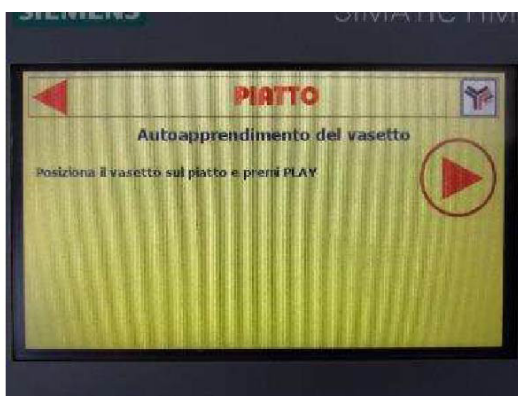 SIEMENS
SIMATIC HMI
PIATTO
Autoapprendimento del vasetto
Posiziona il vasetto sul piatto e premi PLAY